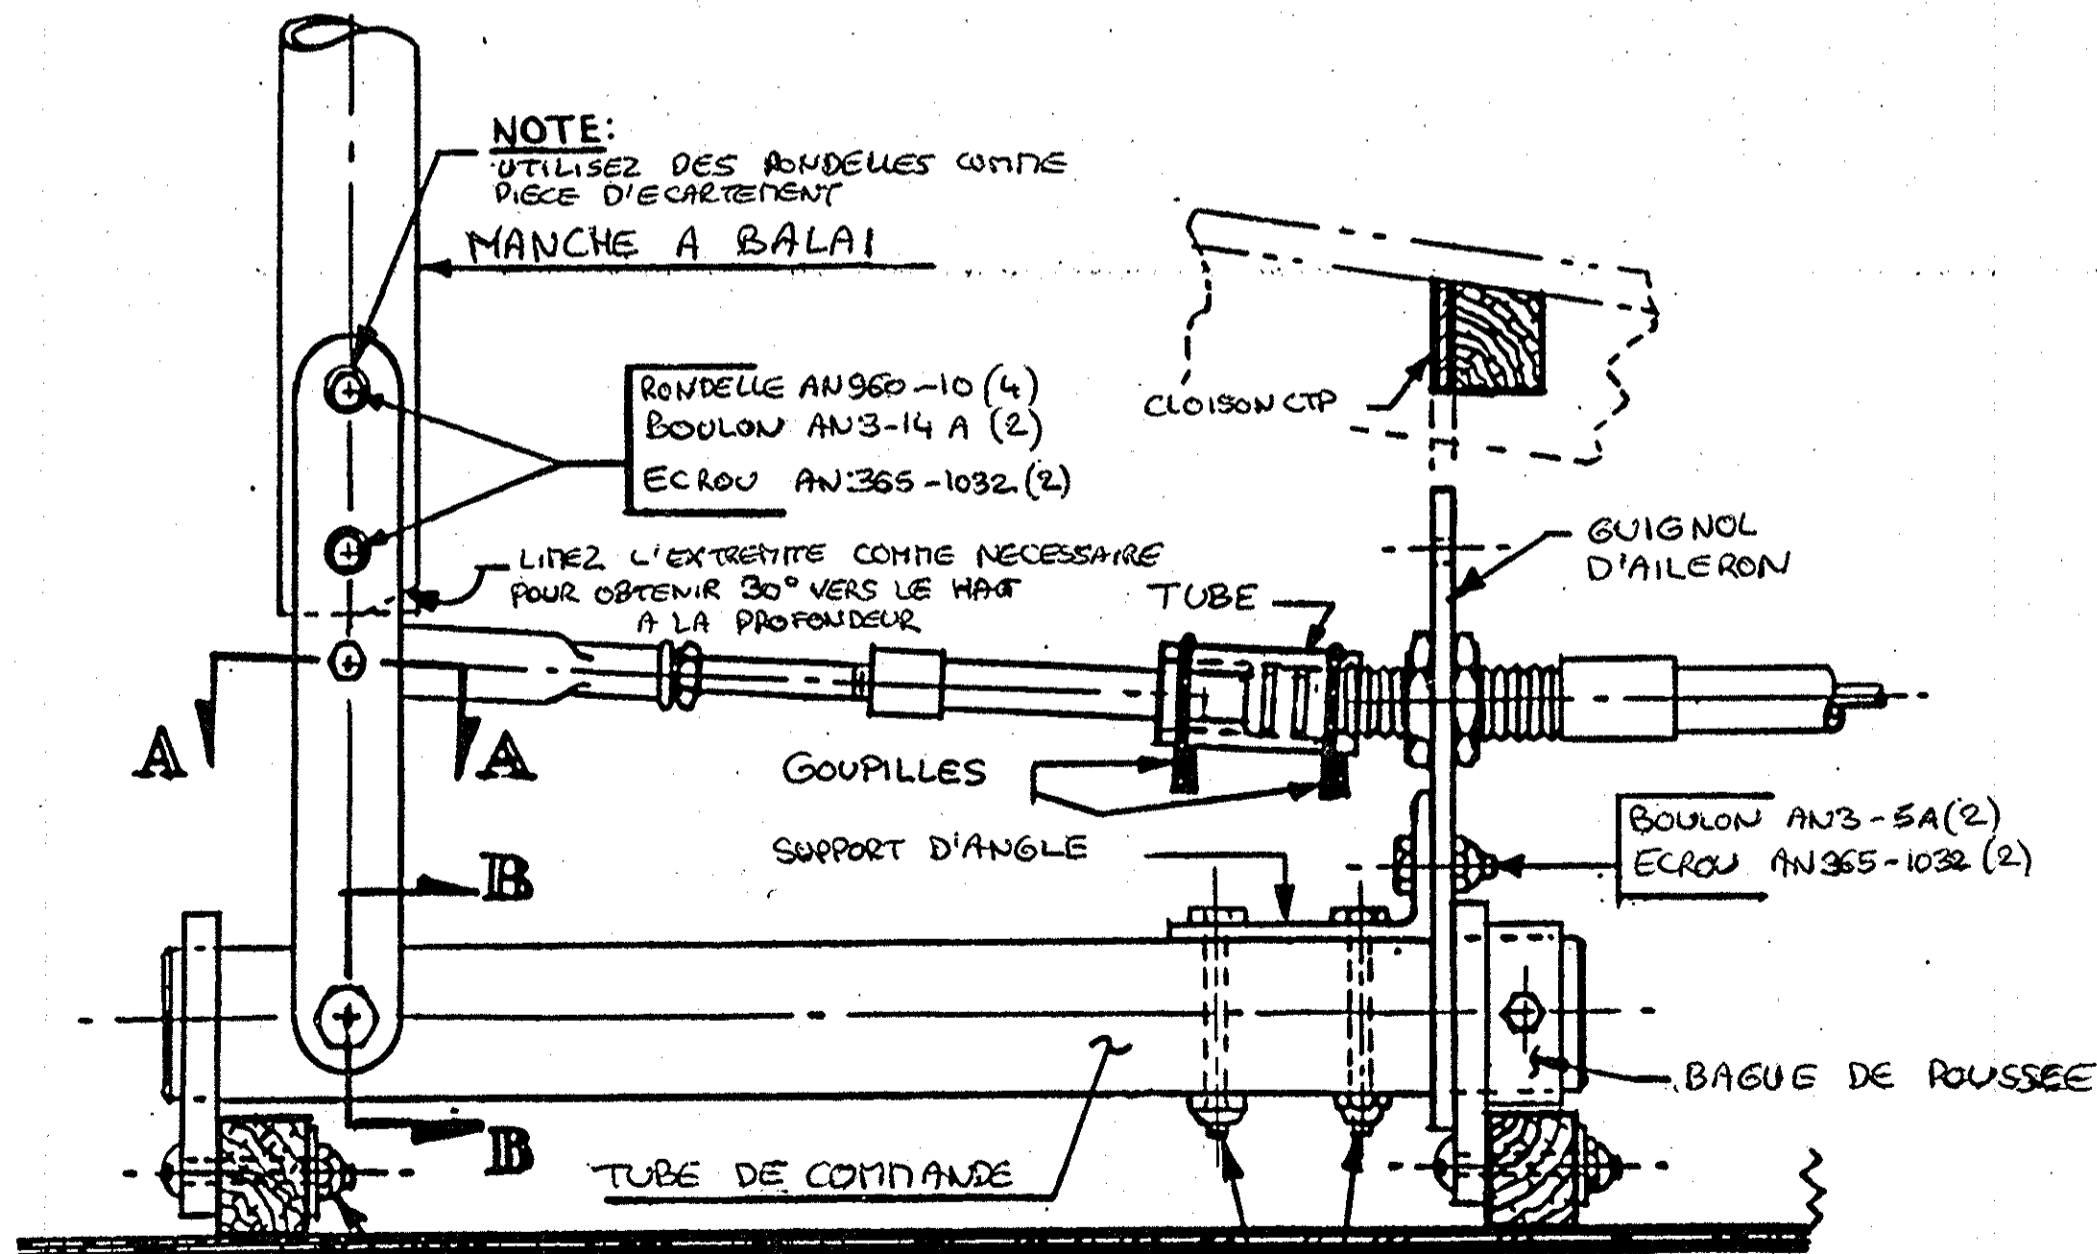 NOTE:
UTILISEZ DES RONDELLES COMME
PIECE D'ECARTEMENT
MANCHE A BALAI
RONDELLE AN960-10 (4)
BOULON AN3-14 A (2)
ECROU AN365-1032 (2)
CLOISON CTP
LIMEZ L'EXTREMITE COMME NECESSAIRE
POUR OBTENIR 30° VERS LE HAUT
A LA PROFONDEUR
GUIGNOL
D'AILERON
TUBE
A A
GOUPILLES
SUPPORT D'ANGLE
BOULON AN3-5A (2)
ECROU AN365-1032 (2)
B
BAGUE DE POUSSEE
B
TUBE DE COMMANDE